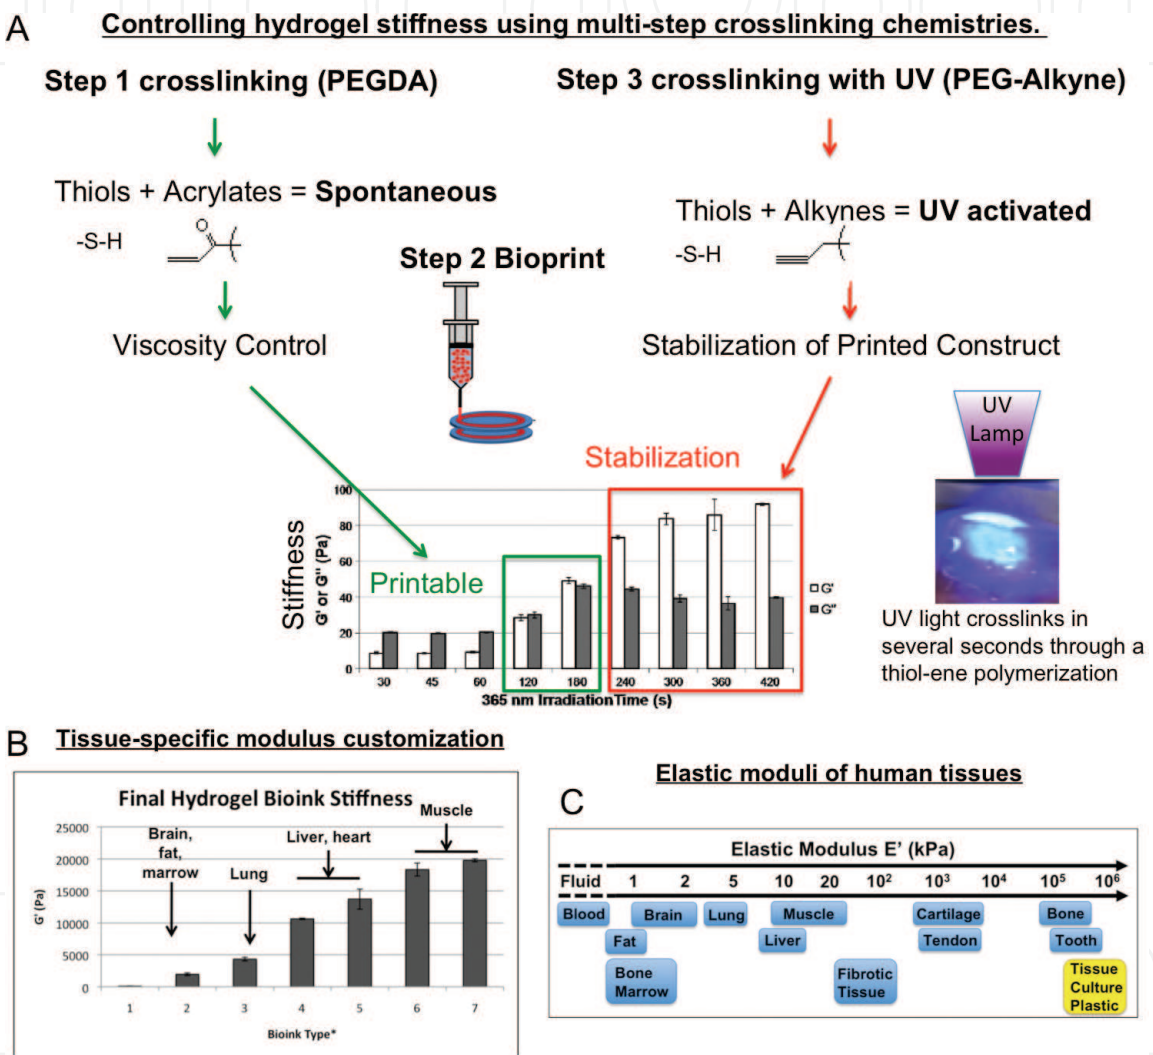 A
Controlling hydrogel stiffness using multi-step crosslinking chemistries.
Step 1 crosslinking (PEGDA)
Step 3 crosslinking with UV (PEG-Alkyne)
Thiols + Acrylates = Spontaneous
-S-H
O
Thiols + Alkynes = UV activated
-S-H
Step 2 Bioprint
Viscosity Control
Stabilization of Printed Construct
UV
Lamp
Stabilization
Printable
Stiffness
G' or G'' (Pa)
100
80
60
40
20
0
30 45 60 120 180 240 300 360 420
365 nm IrradiationTime (s)
G'
G''
UV light crosslinks in
several seconds through a
thiol-ene polymerization
B
Tissue-specific modulus customization
Final Hydrogel Bioink Stiffness
Muscle
Brain,
fat,
marrow
Liver, heart
Lung
G' (Pa)
25000
20000
15000
10000
5000
0
1 2 3 4 5 6 7
Bioink Type*
Elastic moduli of human tissues
C
Elastic Modulus E' (kPa)
Fluid 1 2 5 10 20 10² 10³ 10⁴ 10⁵ 10⁶
Blood Brain Lung Muscle Cartilage Bone
Fat Liver Tendon Tooth
Bone
Marrow
Fibrotic
Tissue
Tissue
Culture
Plastic